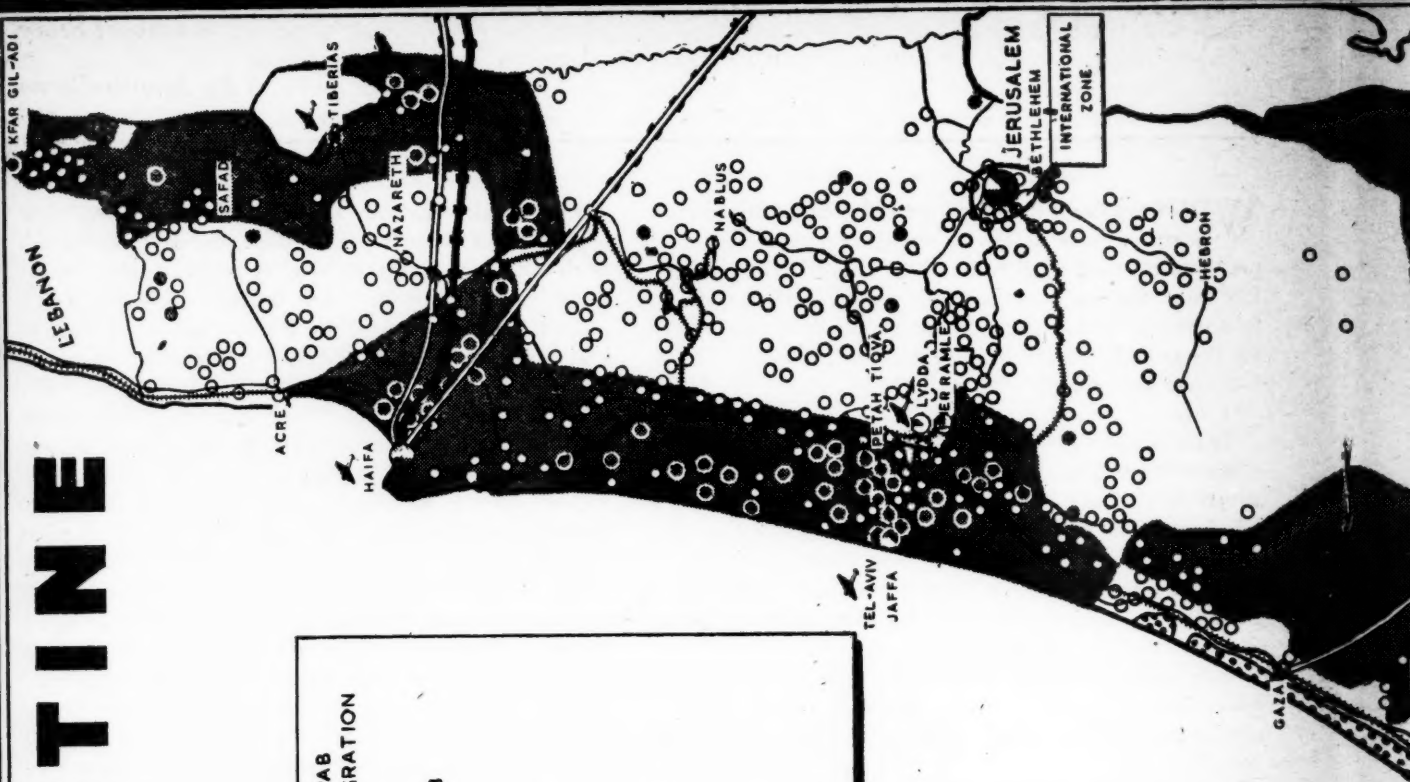 TINE
KFAR GIL-ADI
LEBANON
SAFAD
TIBERIAS
ACRE
NAZARETH
HAIFA
NABLUS
TEL-AVIV
JAFFA
PETAH TIQVA
LYDDA
ER RAMLE
JERUSALEM
BETHLEHEM
INTERNATIONAL
ZONE
HEBRON
GAZA
AB
GRATION
B